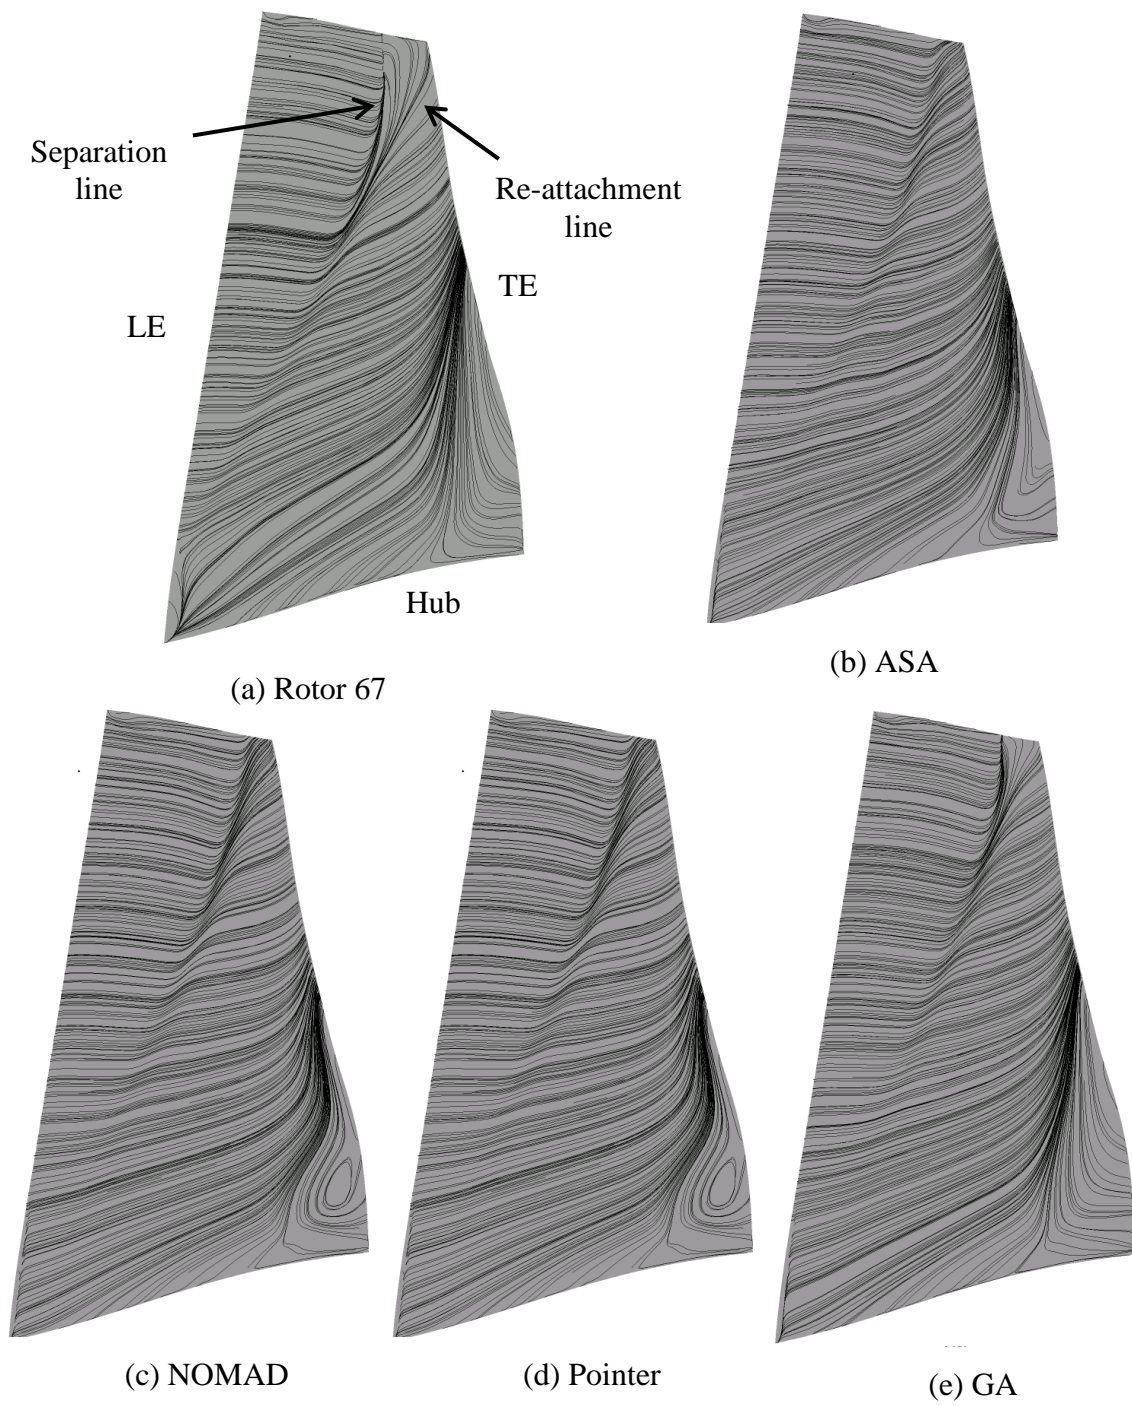 Separation
line
Re-attachment
line
TE
LE
Hub
(a) Rotor 67
(b) ASA
(c) NOMAD
(d) Pointer
(e) GA